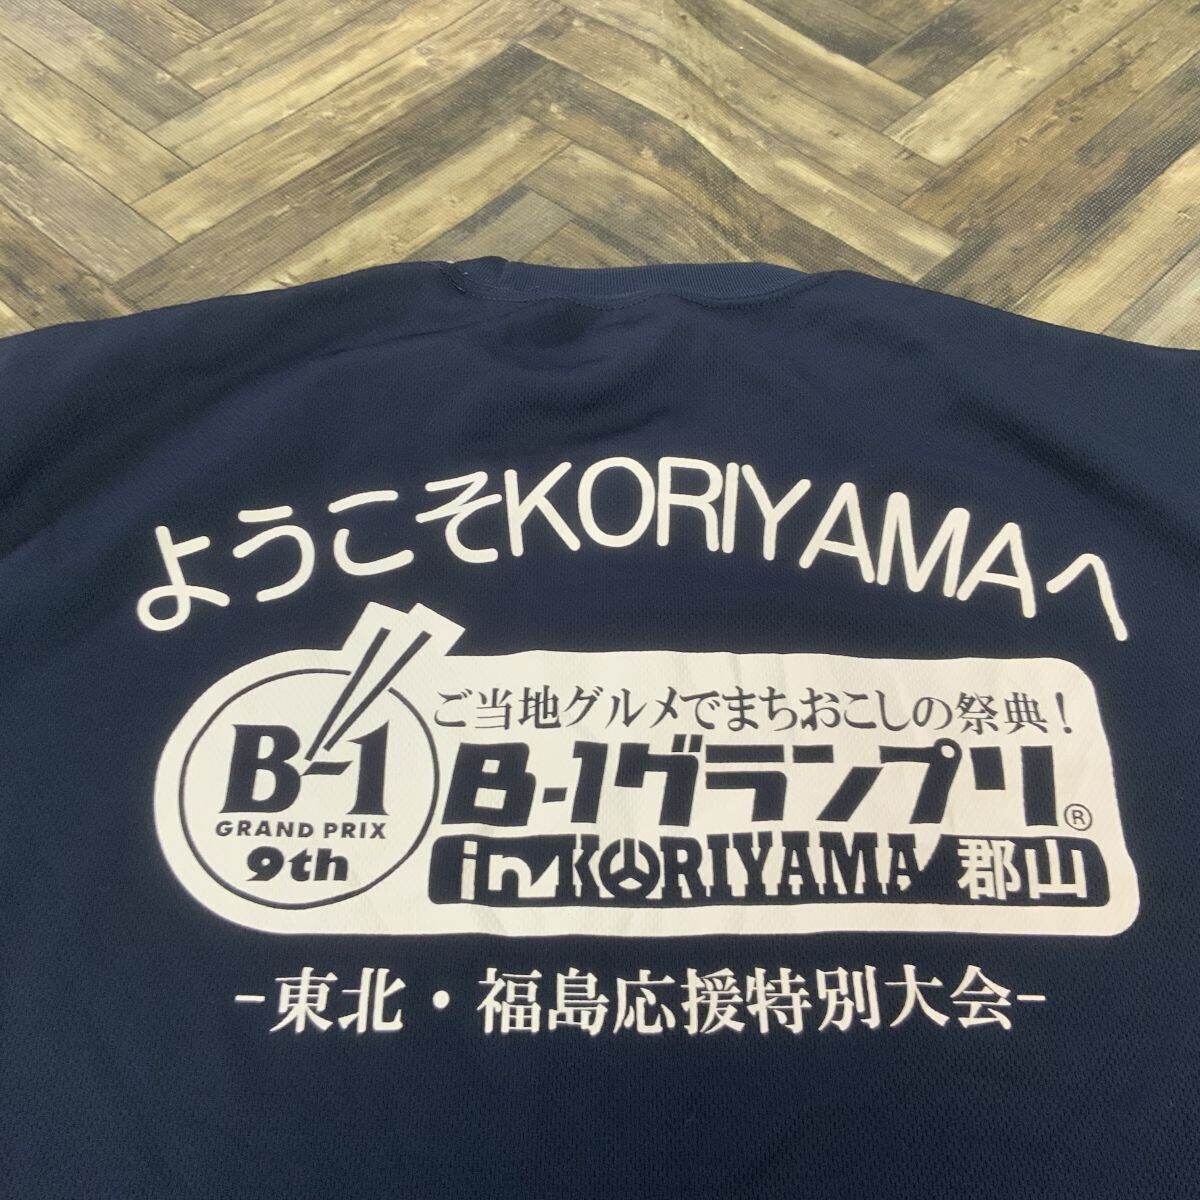 ようこそKORIYAMAへ
B-1
GRAND PRIX
9th
ご当地グルメでまちおこしの祭典!
B-1グランプリ®
in KORIYAMA 郡山
-東北・福島応援特別大会-